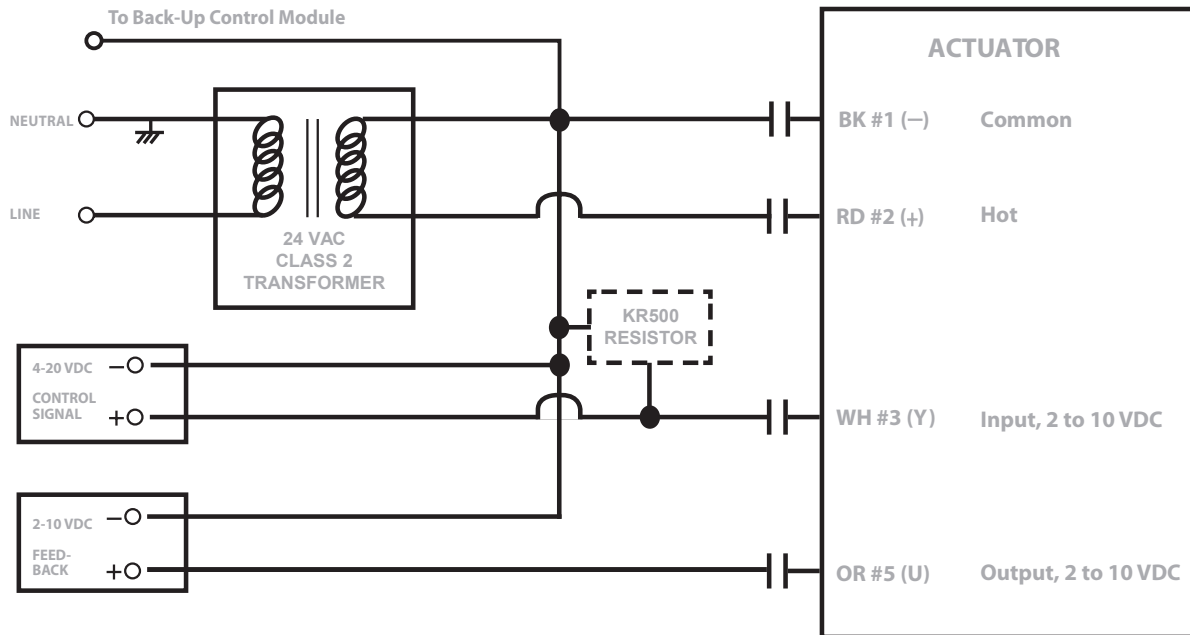 To Back-Up Control Module
ACTUATOR
NEUTRAL
BK #1 (—) Common
LINE
RD #2 (+) Hot
24 VAC
CLASS 2
TRANSFORMER
KR500
RESISTOR
4-20 VDC —
CONTROL
SIGNAL +
WH #3 (Y) Input, 2 to 10 VDC
2-10 VDC —
FEED-
BACK +
OR #5 (U) Output, 2 to 10 VDC